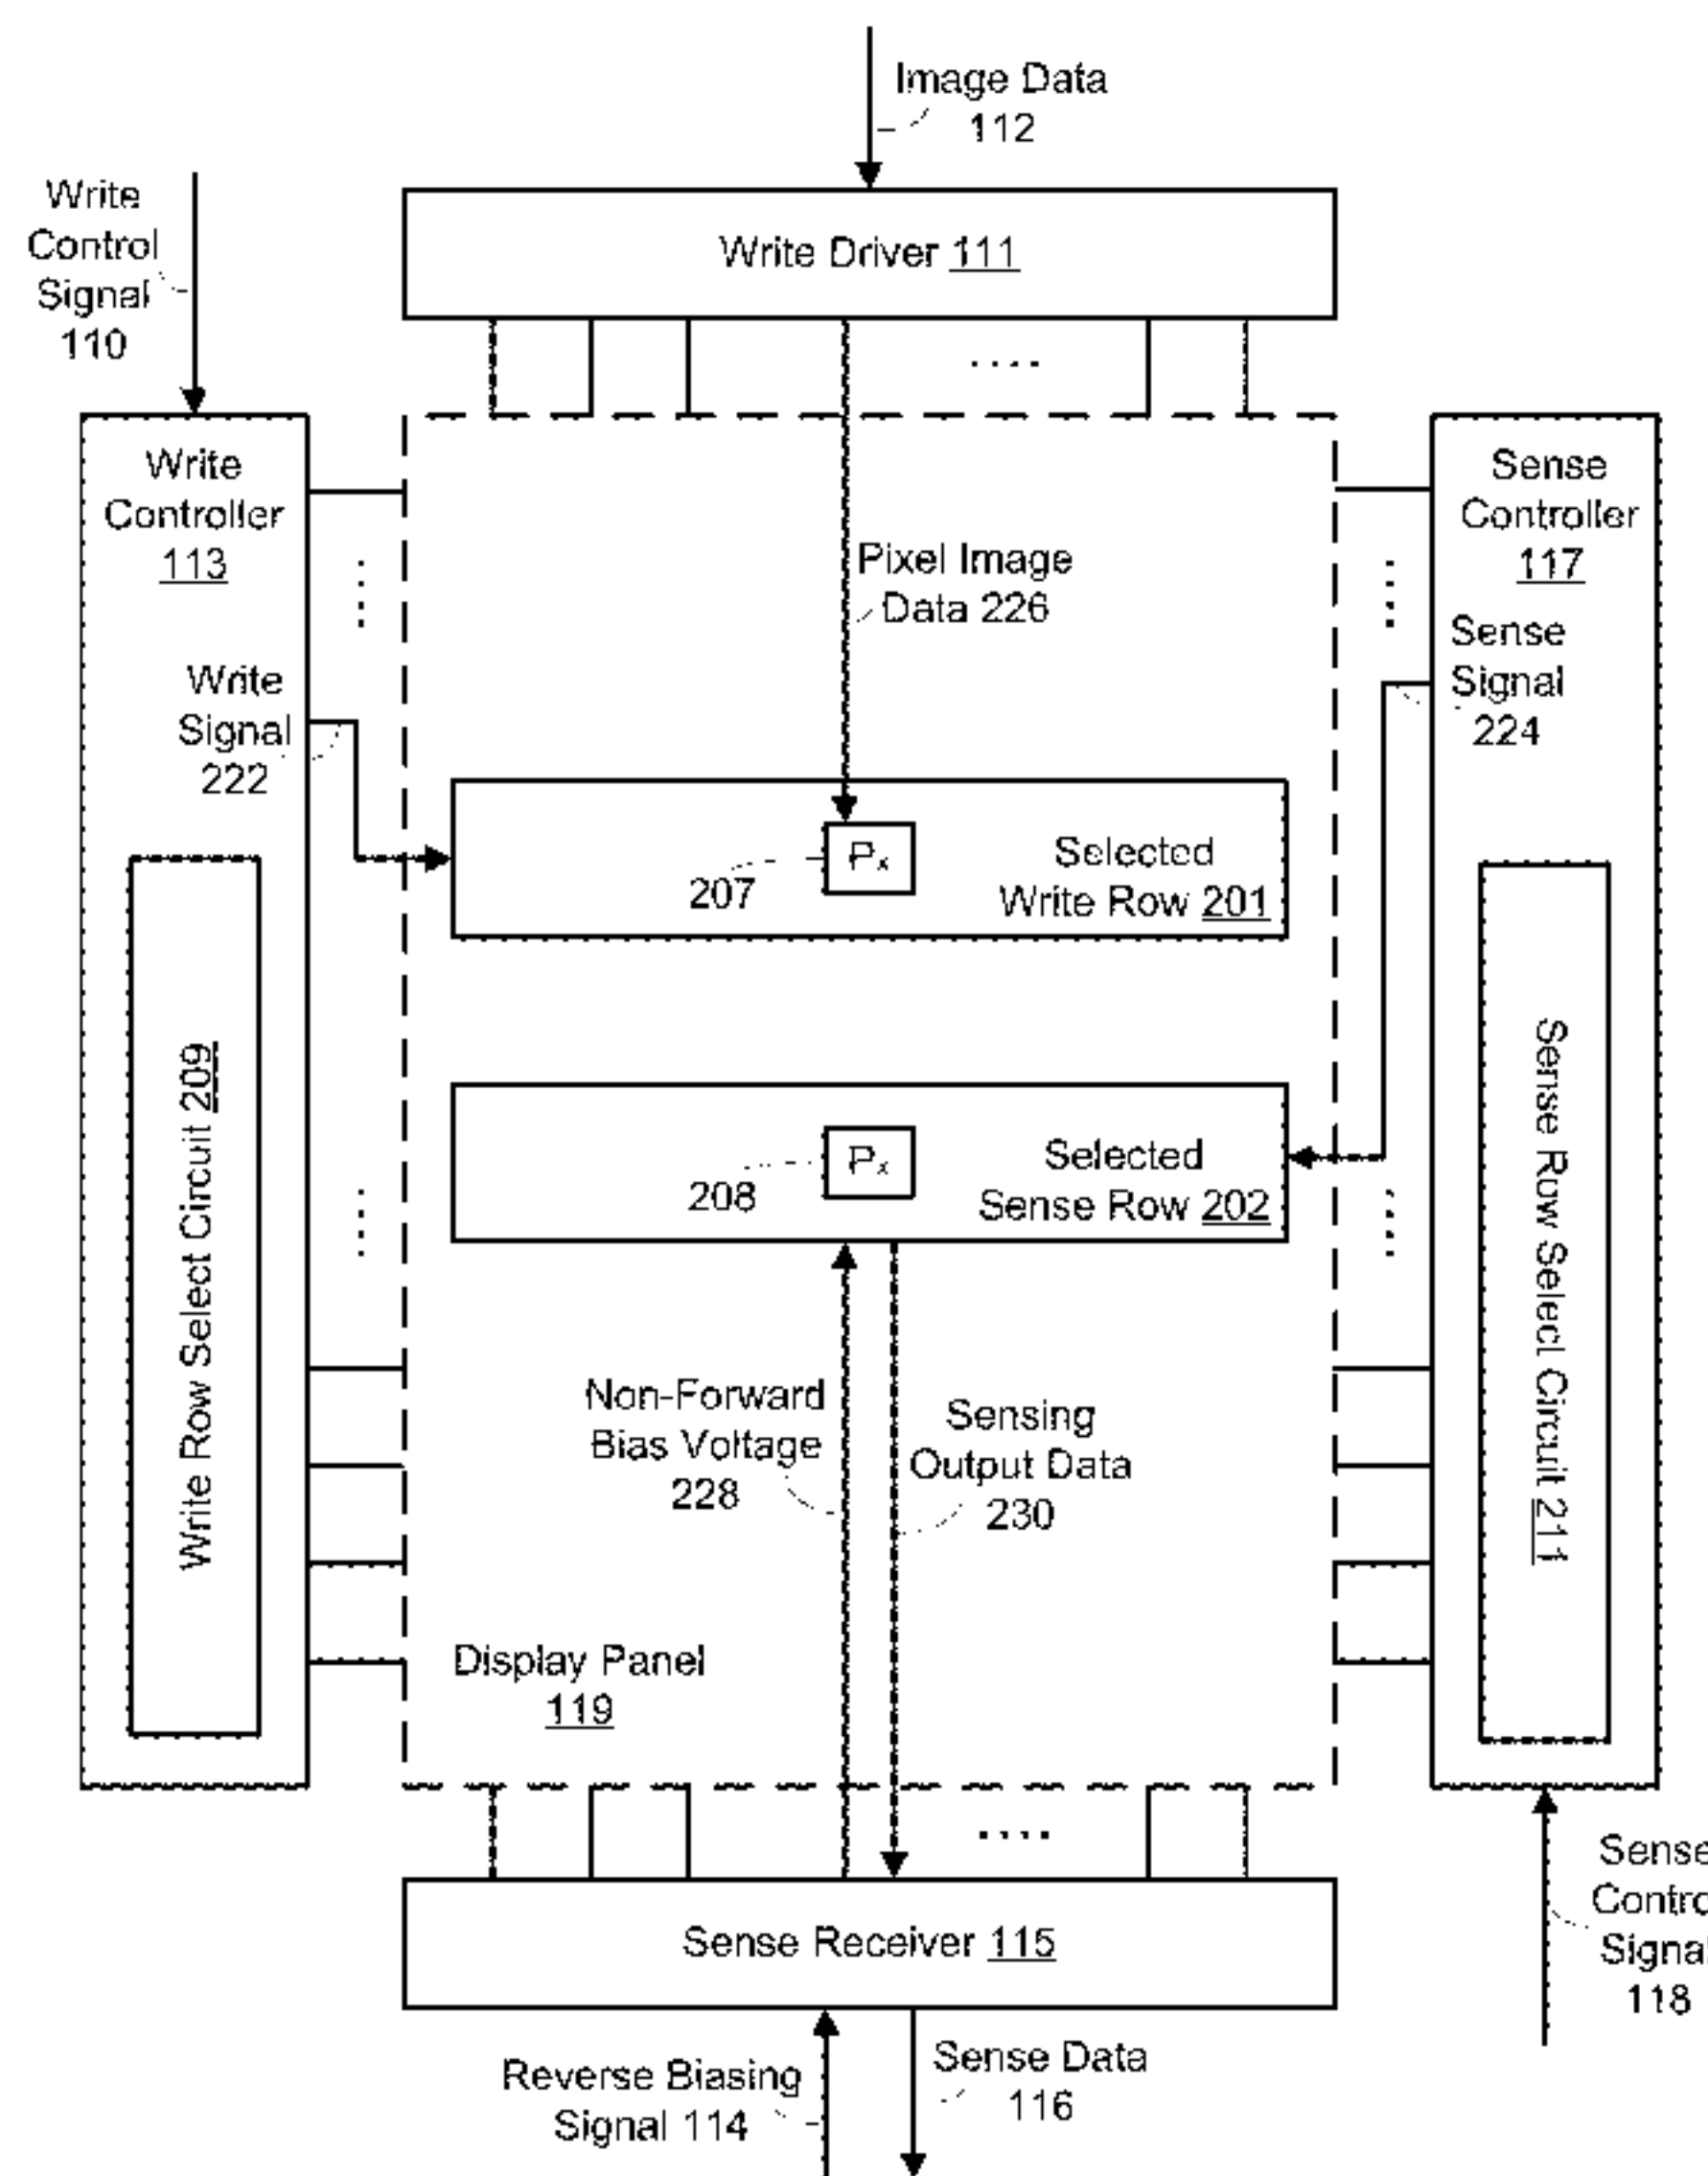 Image Data
112
Write
Control
Signal
110
Write Driver 111
....
Write
Controller
113
Sense
Controller
117
Pixel Image
Data 226
Write
Signal
222
Sense
Signal
224
207
Px
Selected
Write Row 201
208
Px
Selected
Sense Row 202
Write Row Select Circuit 209
Sense Row Select Circuit 211
Non-Forward
Bias Voltage
228
Sensing
Output Data
230
Display Panel
119
....
Sense Receiver 115
Sense
Contro
Signal
118
Reverse Biasing
Signal 114
Sense Data
116